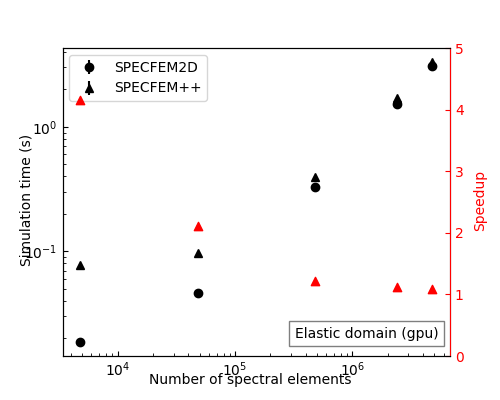 SPECFEM2D
SPECFEM++
Simulation time (s)
10⁰
10⁻¹
5
4
3
2
1
0
Speedup
Elastic domain (gpu)
10⁴ 10⁵ 10⁶
Number of spectral elements